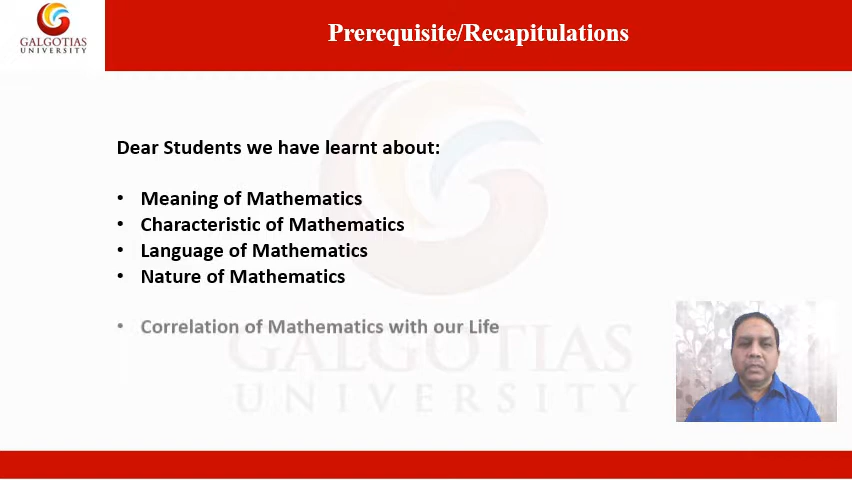 GALGOTIAS
UNIVERSITY
Prerequisite/Recapitulations
Dear Students we have learnt about:
• Meaning of Mathematics
• Characteristic of Mathematics
• Language of Mathematics
• Nature of Mathematics
• Correlation of Mathematics with our Life
GALGOTIAS
UNIVERSITY